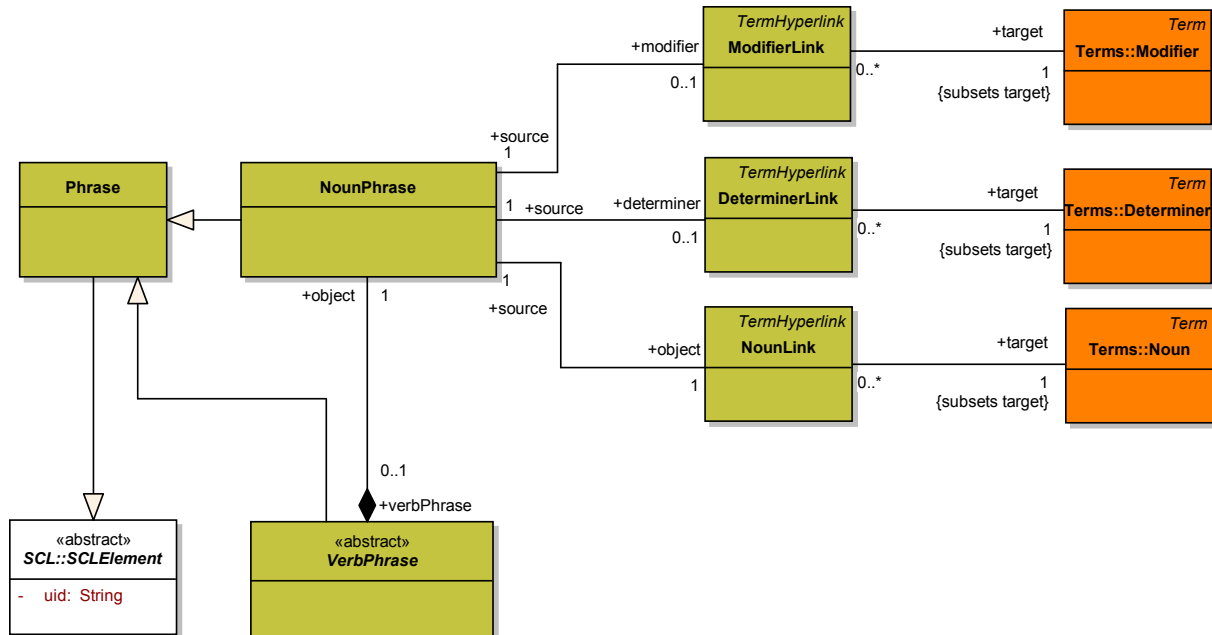 TermHyperlink
ModifierLink
Term
Terms::Modifier
+modifier
0..1
+target
0..*
1
{subsets target}
+source
1
Phrase
NounPhrase
TermHyperlink
DeterminerLink
Term
Terms::Determiner
1
+source
+determiner
0..1
+target
0..*
1
{subsets target}
1
+source
+object
1
+object
1
TermHyperlink
NounLink
Term
Terms::Noun
+target
0..*
1
{subsets target}
0..1
+verbPhrase
«abstract»
SCL::SCLElement
- uid: String
«abstract»
VerbPhrase